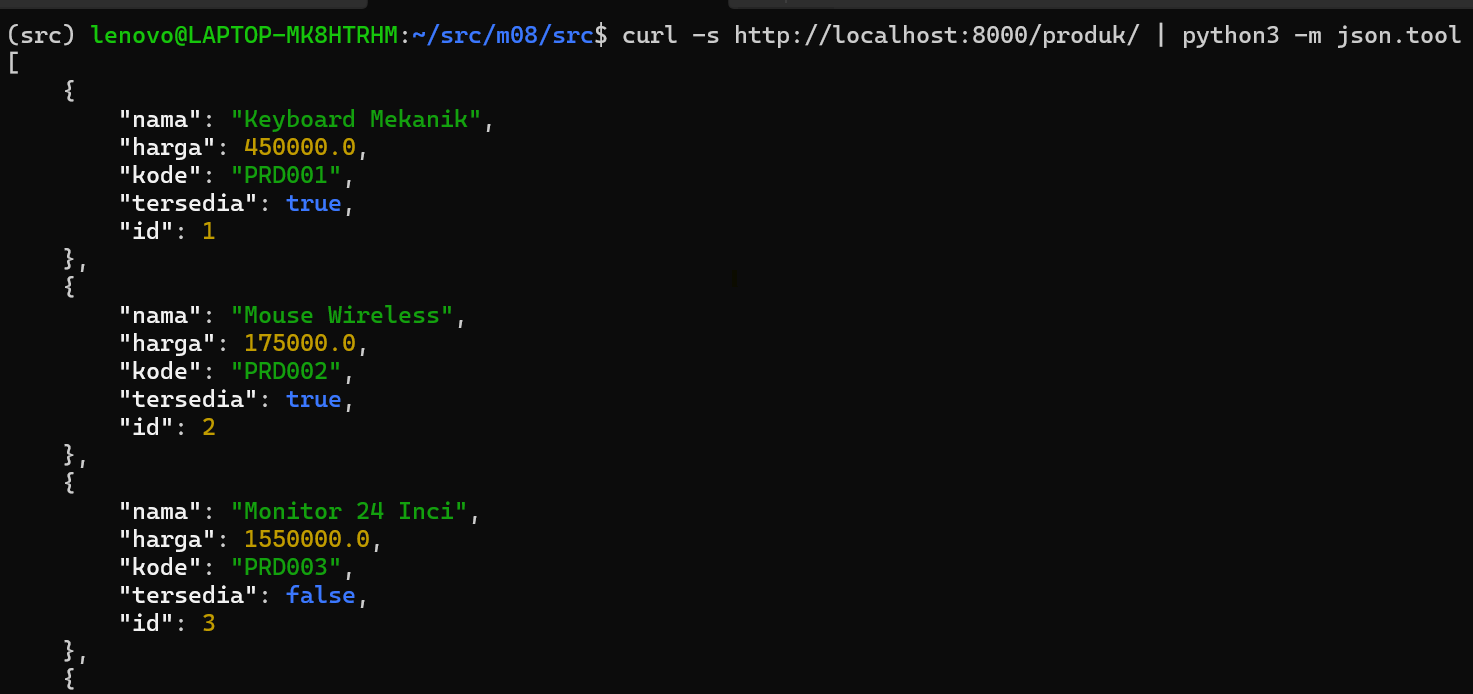 (src) lenovo@LAPTOP-MK8HTRHM:~/src/m08/src$ curl -s http://localhost:8000/produk/ | python3 -m json.tool
[
    {
        "nama": "Keyboard Mekanik",
        "harga": 450000.0,
        "kode": "PRD001",
        "tersedia": true,
        "id": 1
    },
    {
        "nama": "Mouse Wireless",
        "harga": 175000.0,
        "kode": "PRD002",
        "tersedia": true,
        "id": 2
    },
    {
        "nama": "Monitor 24 Inci",
        "harga": 1550000.0,
        "kode": "PRD003",
        "tersedia": false,
        "id": 3
    },
    {